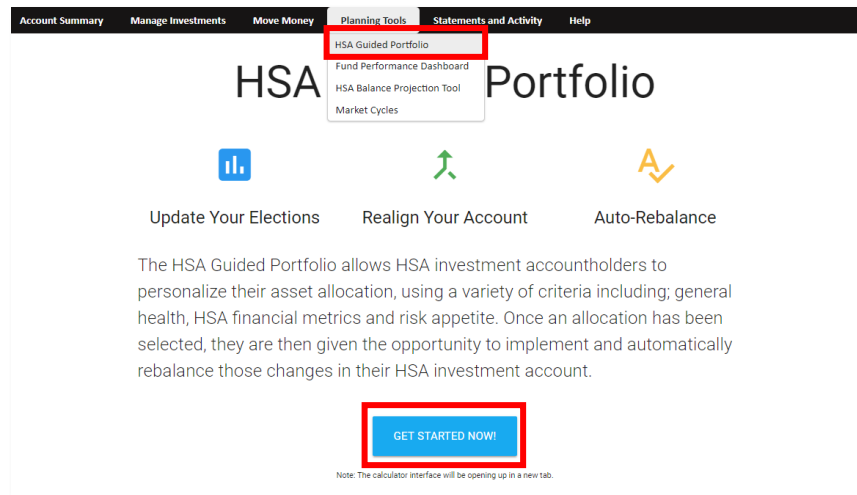 Account Summary Manage Investments Move Money Planning Tools Statements and Activity Help
HSA Guided Portfolio
Fund Performance Dashboard
HSA Balance Projection Tool
Market Cycles
HSA Portfolio
Update Your Elections Realign Your Account Auto-Rebalance
The HSA Guided Portfolio allows HSA investment accountholders to
personalize their asset allocation, using a variety of criteria including; general
health, HSA financial metrics and risk appetite. Once an allocation has been
selected, they are then given the opportunity to implement and automatically
rebalance those changes in their HSA investment account.
GET STARTED NOW!
Note: The calculator interface will be opening up in a new tab.